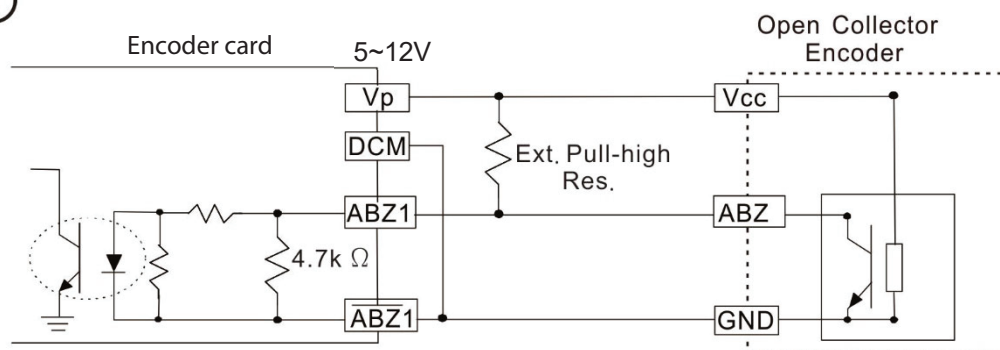 Open Collector
Encoder
Encoder card
5~12V
Vp
Vcc
DCM
Ext. Pull-high
Res.
ABZ1
ABZ
4.7k Ω
A̅B̅Z̅1
GND